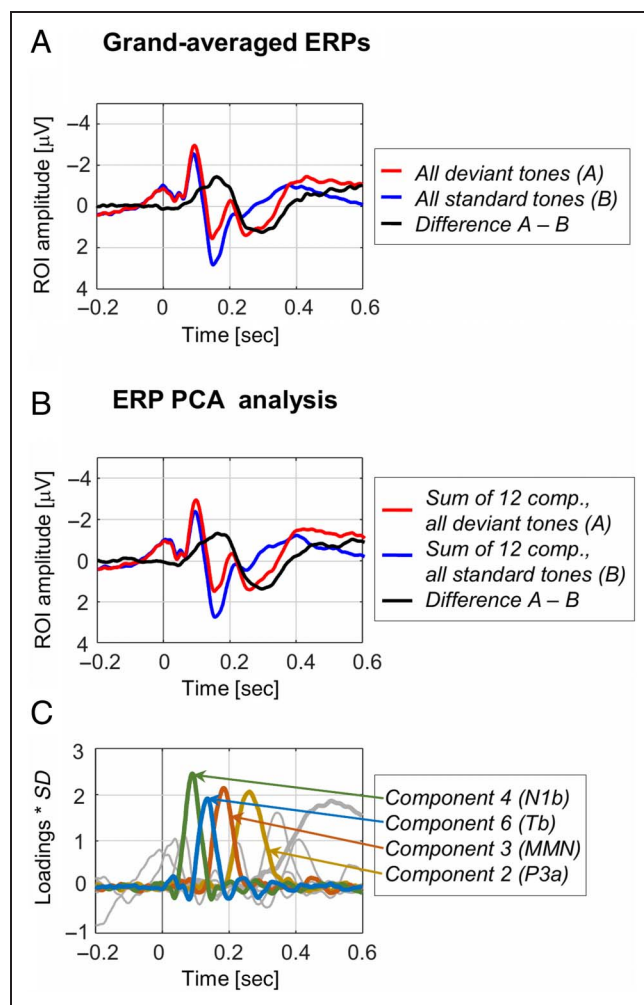 A Grand-averaged ERPs
−4
−2
0
2
4
ROI amplitude [µV]
−0.2 0 0.2 0.4 0.6
Time [sec]
All deviant tones (A)
All standard tones (B)
Difference A – B
B ERP PCA analysis
−4
−2
0
2
4
ROI amplitude [µV]
−0.2 0 0.2 0.4 0.6
Time [sec]
Sum of 12 comp.,
all deviant tones (A)
Sum of 12 comp.,
all standard tones (B)
Difference A – B
C
3
2
1
0
−1
Loadings * SD
−0.2 0 0.2 0.4 0.6
Time [sec]
Component 4 (N1b)
Component 6 (Tb)
Component 3 (MMN)
Component 2 (P3a)